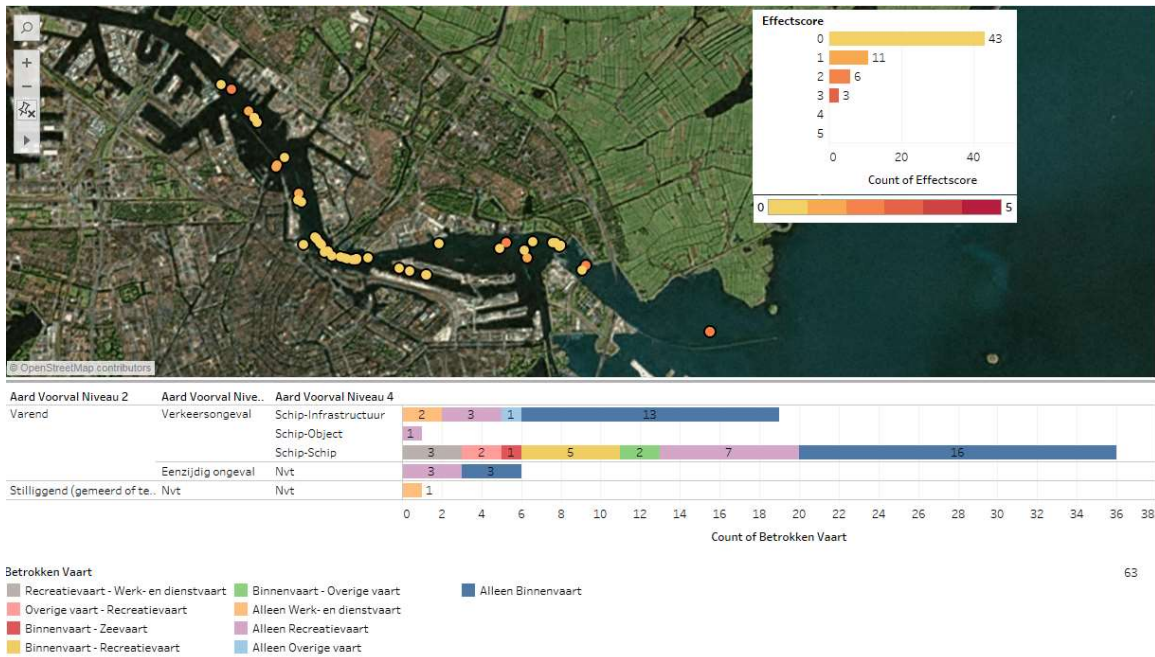 Effectscore
0 43
1 11
2 6
3 3
4
5
0 20 40
Count of Effectscore
0 5
© OpenStreetMap contributors
Aard Voorval Niveau 2 Aard Voorval Nive.. Aard Voorval Niveau 4
Varend Verkeersongeval Schip-Infrastructuur 2 3 1 13
Schip-Object 1
Schip-Schip 3 2 1 5 2 7 16
Eenzijdig ongeval Nvt 3 3
Stilliggend (gemeerd of te.. Nvt Nvt 1
0 2 4 6 8 10 12 14 16 18 20 22 24 26 28 30 32 34 36 38
Count of Betrokken Vaart
Betrokken Vaart 63
Recreatievaart - Werk- en dienstvaart Binnenvaart - Overige vaart Alleen Binnenvaart
Overige vaart - Recreatievaart Alleen Werk- en dienstvaart
Binnenvaart - Zeevaart Alleen Recreatievaart
Binnenvaart - Recreatievaart Alleen Overige vaart